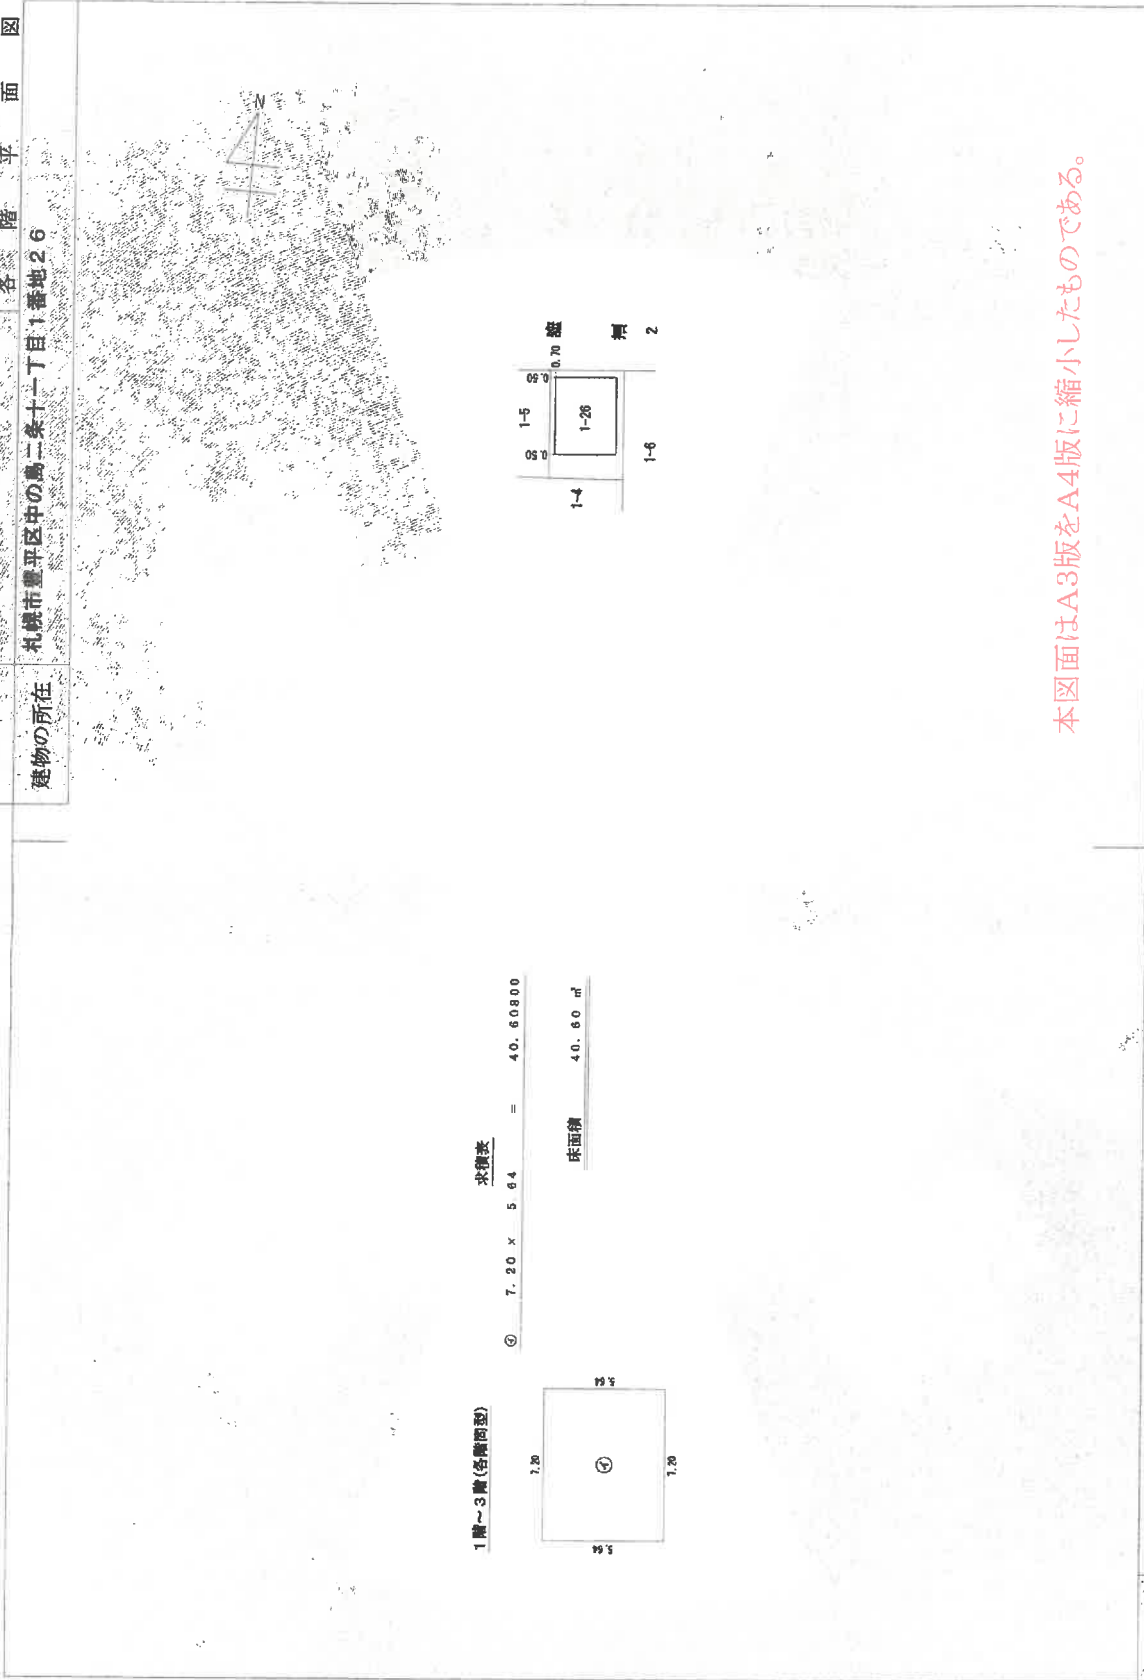 各階平面図
建物の所在 札幌市豊平区中の島二条十一丁目1番地26
N
1階~3階(各階同型)
7.20
5.64
イ
5.64
7.20
求積表
イ 7.20 × 5.64 = 40.60800
床面積 40.60 ㎡
1-5
0.50
0.50
0.70
1-26
1-4
1-6
2
本図面はA3版をA4版に縮小したものである。